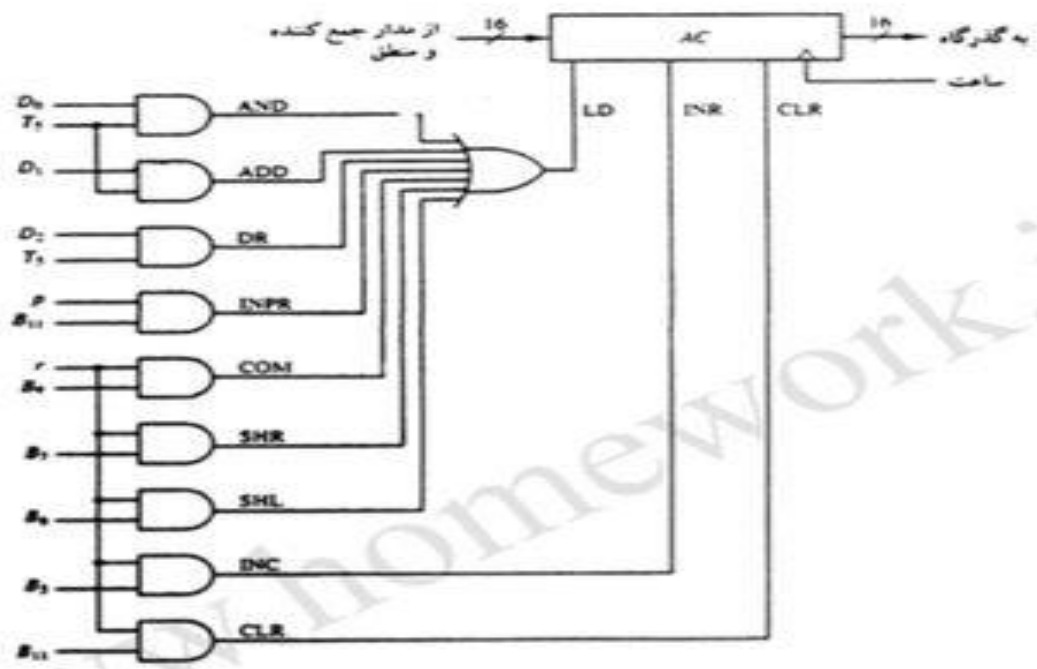 از مدار جمع کننده
و منطق
16
AC
16
به گذرگاه
ساعت
LD
INR
CLR
D₀
T₅
AND
D₁
ADD
D₂
T₅
DR
p
B₁₁
INPR
r
B₉
COM
B₇
SHR
B₆
SHL
B₅
INC
B₁₁
CLR
w homework.i